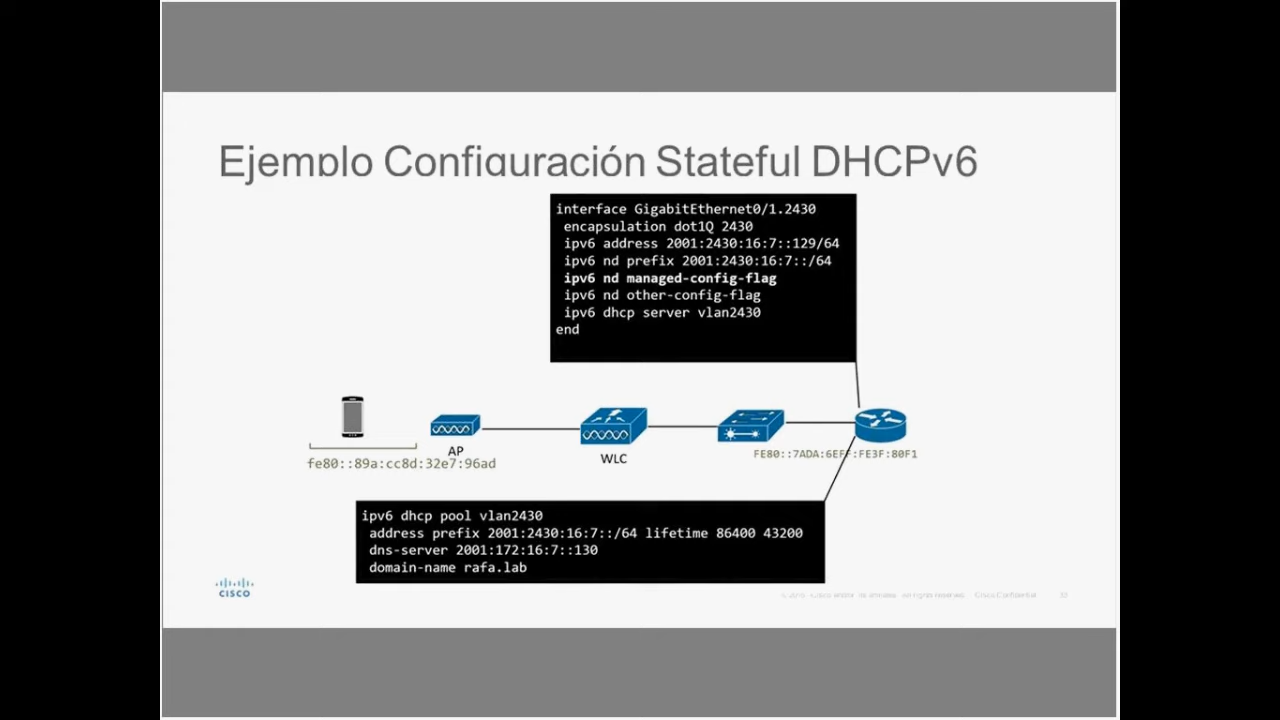 Ejemplo Configuración Stateful DHCPv6
interface GigabitEthernet0/1.2430
encapsulation dot1Q 2430
ipv6 address 2001:2430:16:7::129/64
ipv6 nd prefix 2001:2430:16:7::/64
ipv6 nd managed-config-flag
ipv6 nd other-config-flag
ipv6 dhcp server vlan2430
end
AP
fe80::89a:cc8d:32e7:96ad
WLC
FE80::7ADA:6EFF:FE3F:80F1
ipv6 dhcp pool vlan2430
address prefix 2001:2430:16:7::/64 lifetime 86400 43200
dns-server 2001:172:16:7::130
domain-name rafa.lab
CISCO
All rights reserved. Cisco Confidential